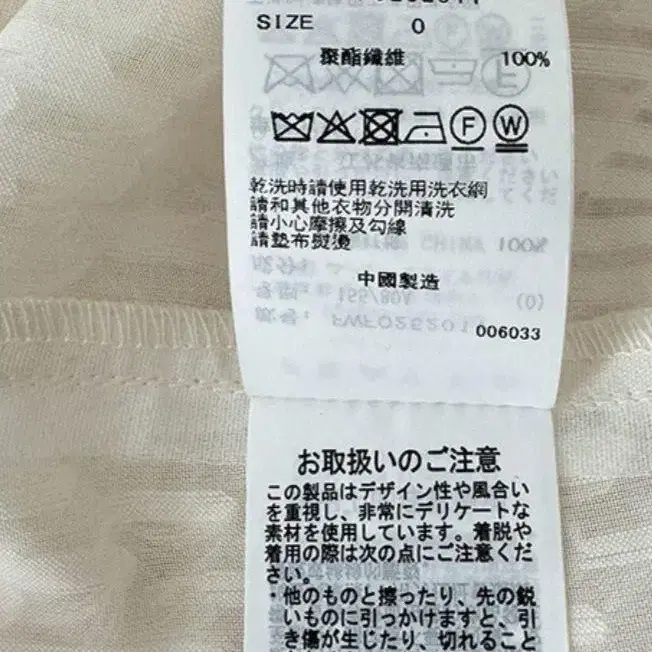 SIZE 0
聚酯纖維 100%
F W
乾洗時請使用乾洗用洗衣網
請和其他衣物分開清洗
請小心摩擦及勾線
請墊布熨燙
中國製造
006033
お取扱いのご注意
この製品はデザイン性や風合い
を重視し、非常にデリケートな
素材を使用しています。着脱や
着用の際は次の点にご注意くだ
さい。
・他のものと擦ったり、先の鋭
いものに引っかけますと、引
き傷が生じたり、切れること